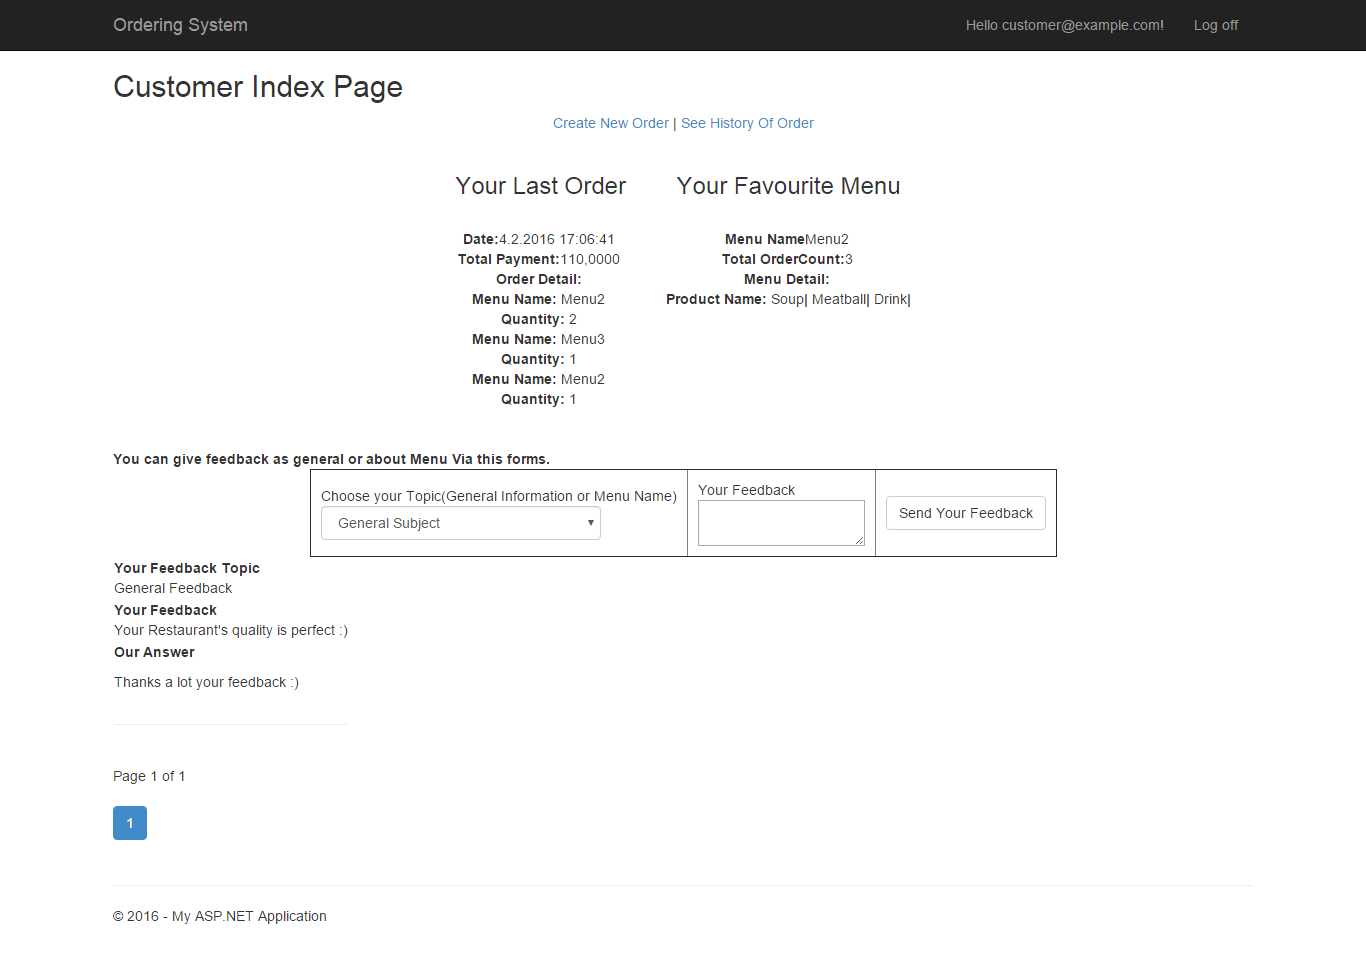 Ordering System
Hello customer@example.com!
Log off
Customer Index Page
Create New Order | See History Of Order
Your Last Order
Date:4.2.2016 17:06:41
Total Payment:110,0000
Order Detail:
Menu Name: Menu2
Quantity: 2
Menu Name: Menu3
Quantity: 1
Menu Name: Menu2
Quantity: 1
Your Favourite Menu
Menu NameMenu2
Total OrderCount:3
Menu Detail:
Product Name: Soup| Meatball| Drink|
You can give feedback as general or about Menu Via this forms.
Choose your Topic(General Information or Menu Name)
General Subject
Your Feedback
Send Your Feedback
Your Feedback Topic
General Feedback
Your Feedback
Your Restaurant's quality is perfect :)
Our Answer
Thanks a lot your feedback :)
Page 1 of 1
1
© 2016 - My ASP.NET Application